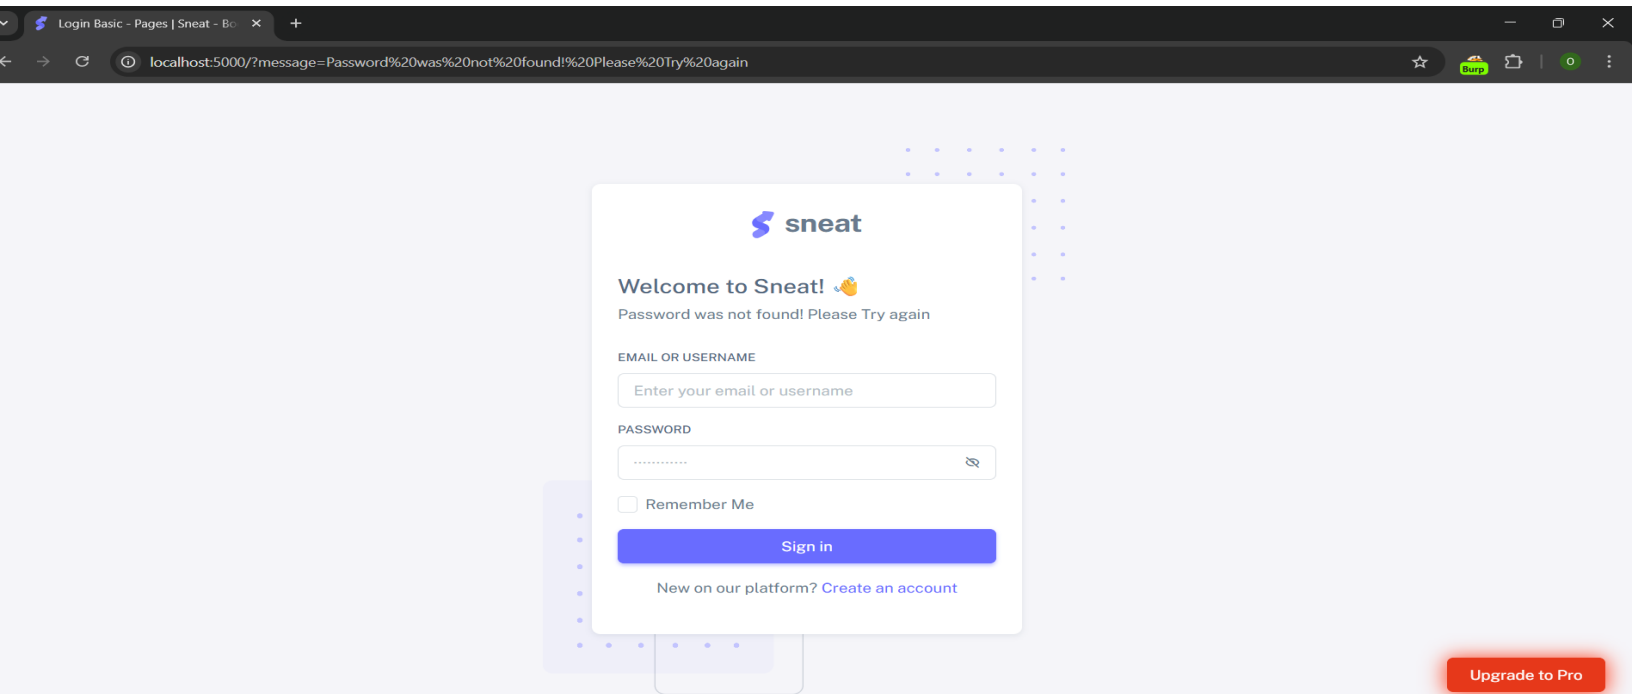 Login Basic - Pages | Sneat - Bo
localhost:5000/?message=Password%20was%20not%20found!%20Please%20Try%20again
Burp
O
sneat
Welcome to Sneat! 👋
Password was not found! Please Try again
EMAIL OR USERNAME
Enter your email or username
PASSWORD
············
Remember Me
Sign in
New on our platform? Create an account
Upgrade to Pro